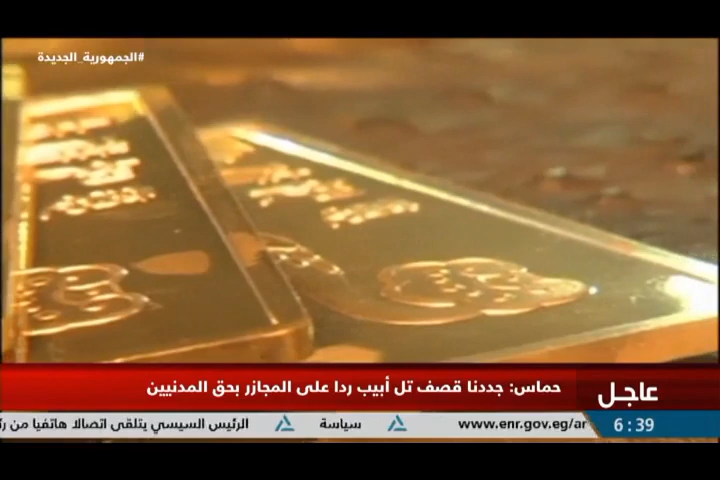 #الجمهورية_الجديدة
حماس: جددنا قصف تل أبيب ردا على المجازر بحق المدنيين
عاجل
www.enr.gov.eg/ar سياسة الرئيس السيسي يتلقى اتصالا هاتفيا من
6:39